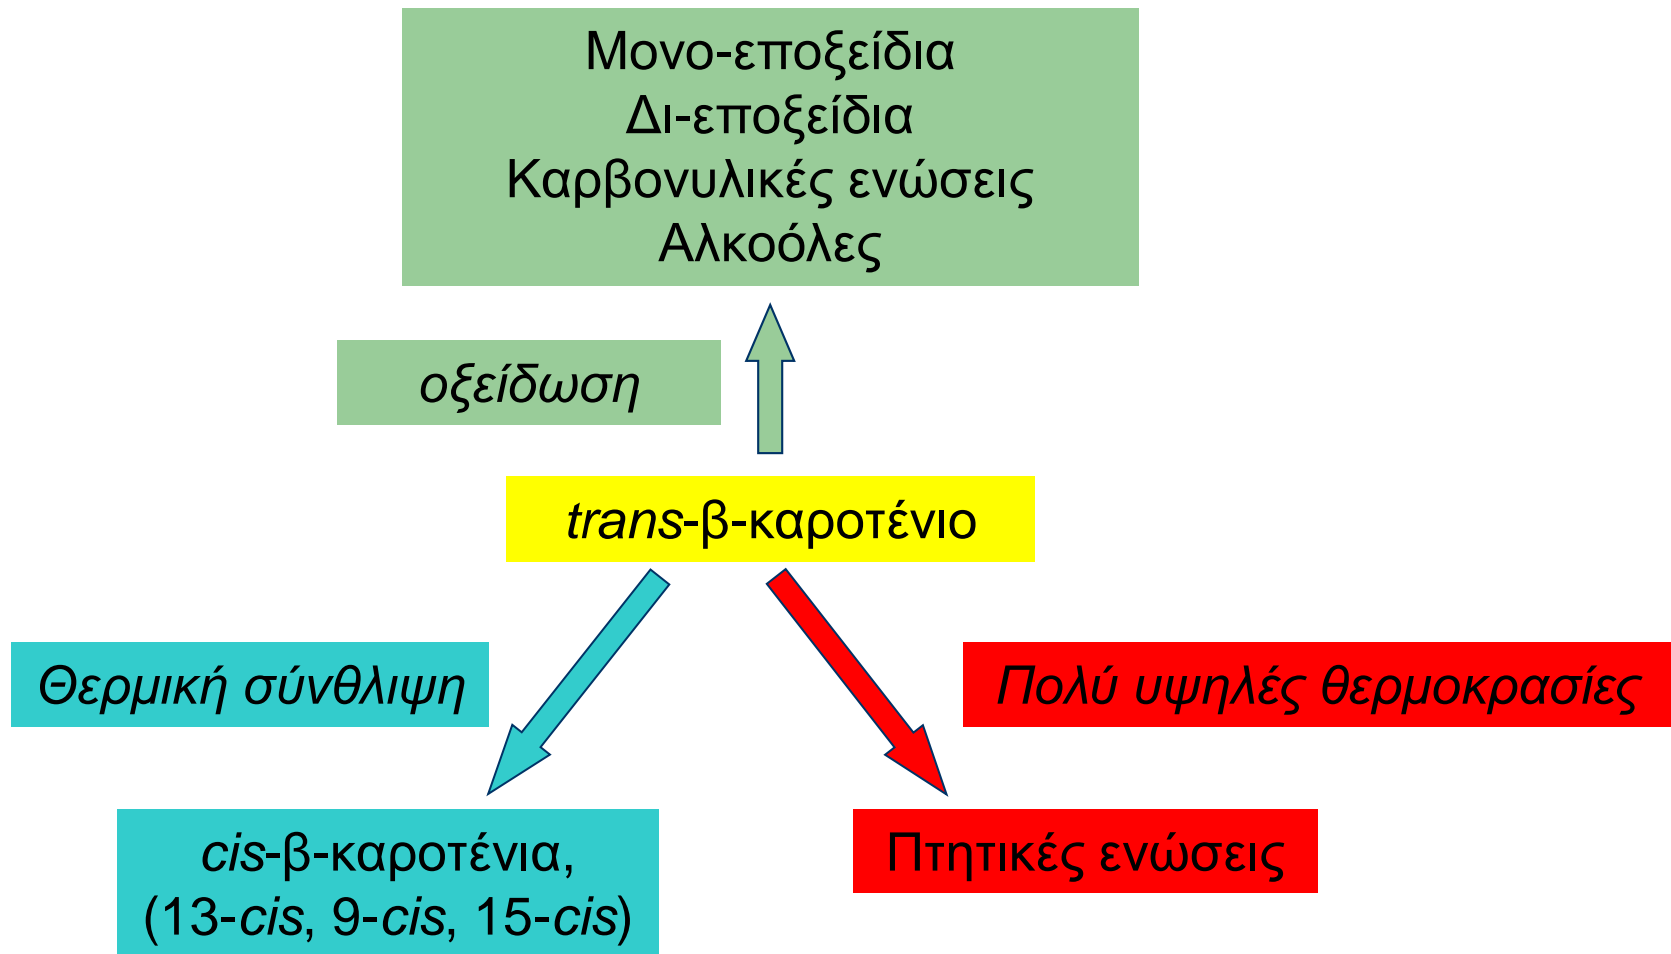 Μονο-εποξείδια
Δι-εποξείδια
Καρβονυλικές ενώσεις
Αλκοόλες
οξείδωση
trans-β-καροτένιο
Θερμική σύνθλιψη
Πολύ υψηλές θερμοκρασίες
cis-β-καροτένια,
(13-cis, 9-cis, 15-cis)
Πτητικές ενώσεις